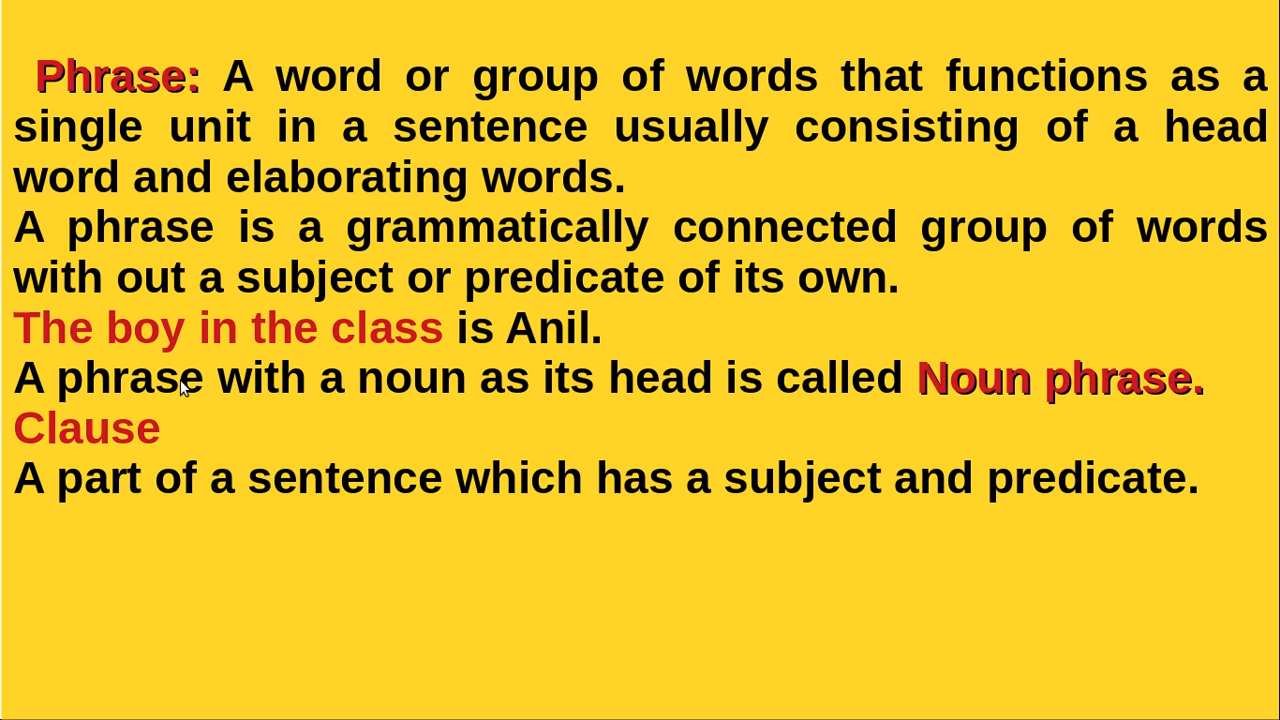 Phrase: A word or group of words that functions as a
single unit in a sentence usually consisting of a head
word and elaborating words.
A phrase is a grammatically connected group of words
with out a subject or predicate of its own.
The boy in the class is Anil.
A phrase with a noun as its head is called Noun phrase.
Clause
A part of a sentence which has a subject and predicate.